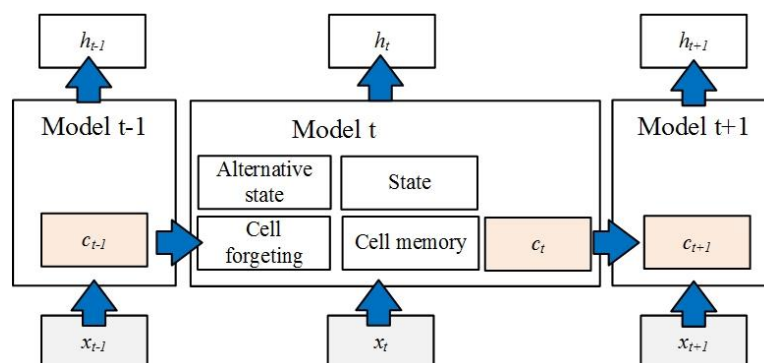 h_{t-1}
h_t
h_{t+1}
Model t-1
Model t
Model t+1
Alternative
state
State
Cell
forgeting
Cell memory
c_{t-1}
c_t
c_{t+1}
x_{t-1}
x_t
x_{t+1}